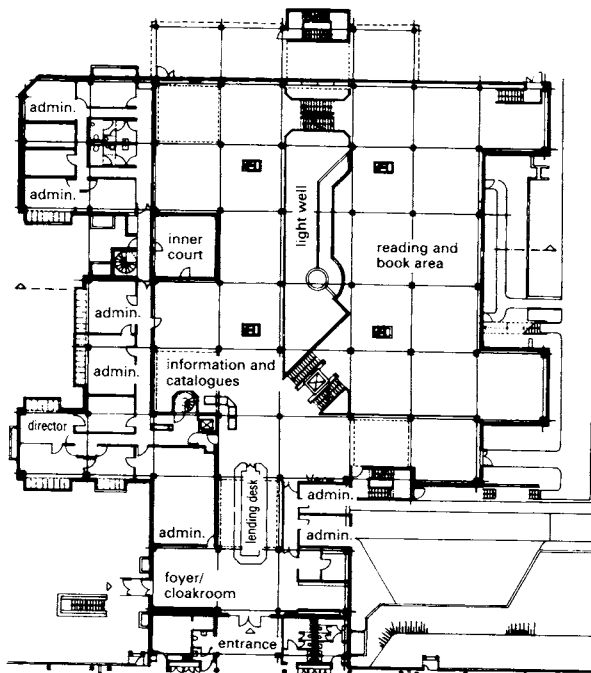 admin.
admin.
inner
court
light well
reading and
book area
admin.
admin.
information and
catalogues
director
lending desk
admin.
admin.
admin.
foyer/
cloakroom
entrance